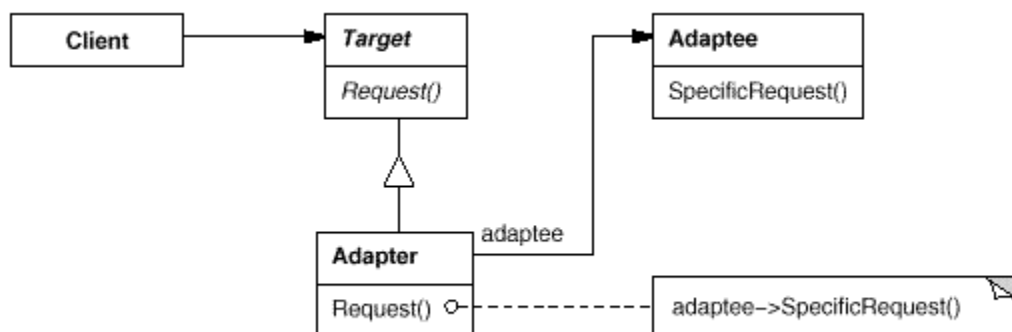 Client
Target
Request()
Adaptee
SpecificRequest()
adaptee
Adapter
Request()
adaptee->SpecificRequest()